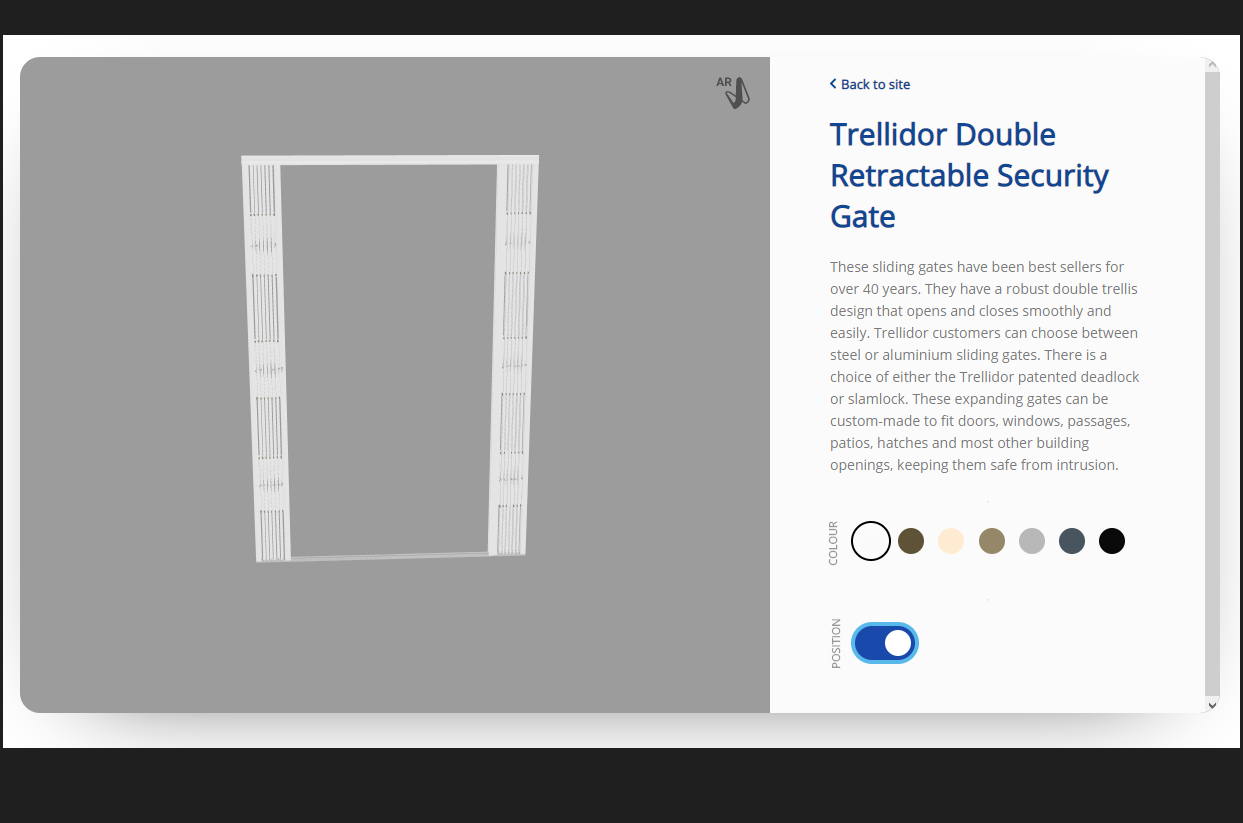 AR
Back to site
Trellidor Double
Retractable Security
Gate
These sliding gates have been best sellers for
over 40 years. They have a robust double trellis
design that opens and closes smoothly and
easily. Trellidor customers can choose between
steel or aluminium sliding gates. There is a
choice of either the Trellidor patented deadlock
or slamlock. These expanding gates can be
custom-made to fit doors, windows, passages,
patios, hatches and most other building
openings, keeping them safe from intrusion.
COLOUR
POSITION